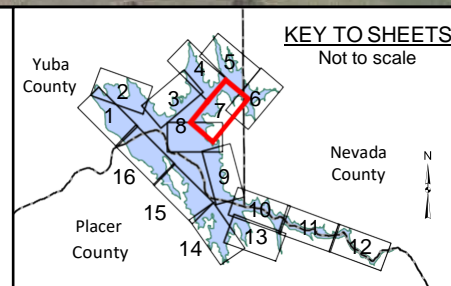 KEY TO SHEETS
Not to scale
Yuba
County
5
4
2
3
6
7
1
8
16
9
Nevada
County
N
15
Placer
County
10
11
14
13
12